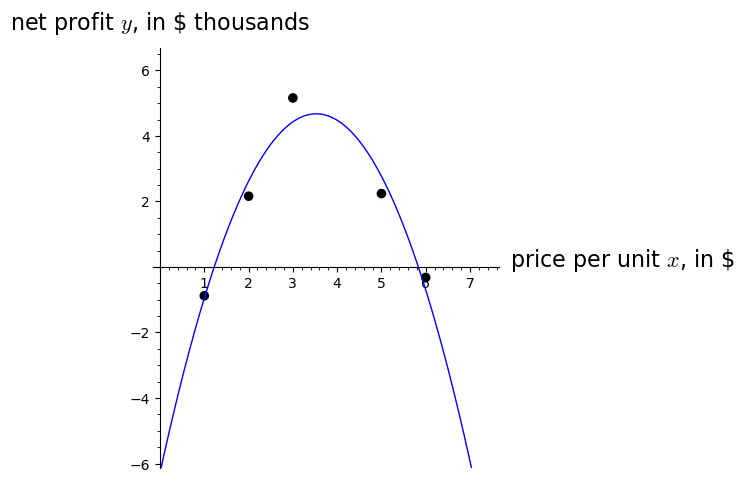 net profit y, in $ thousands
6
4
2
price per unit x, in $
1 2 3 4 5 6 7
−2
−4
−6